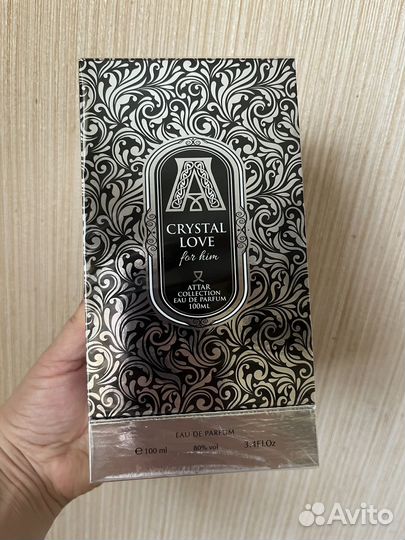 A
CRYSTAL
LOVE
for him
ATTAR
COLLECTION
EAU DE PARFUM
100ML
EAU DE PARFUM
e 100 ml 80% vol 3.4Fl.Oz
Avito